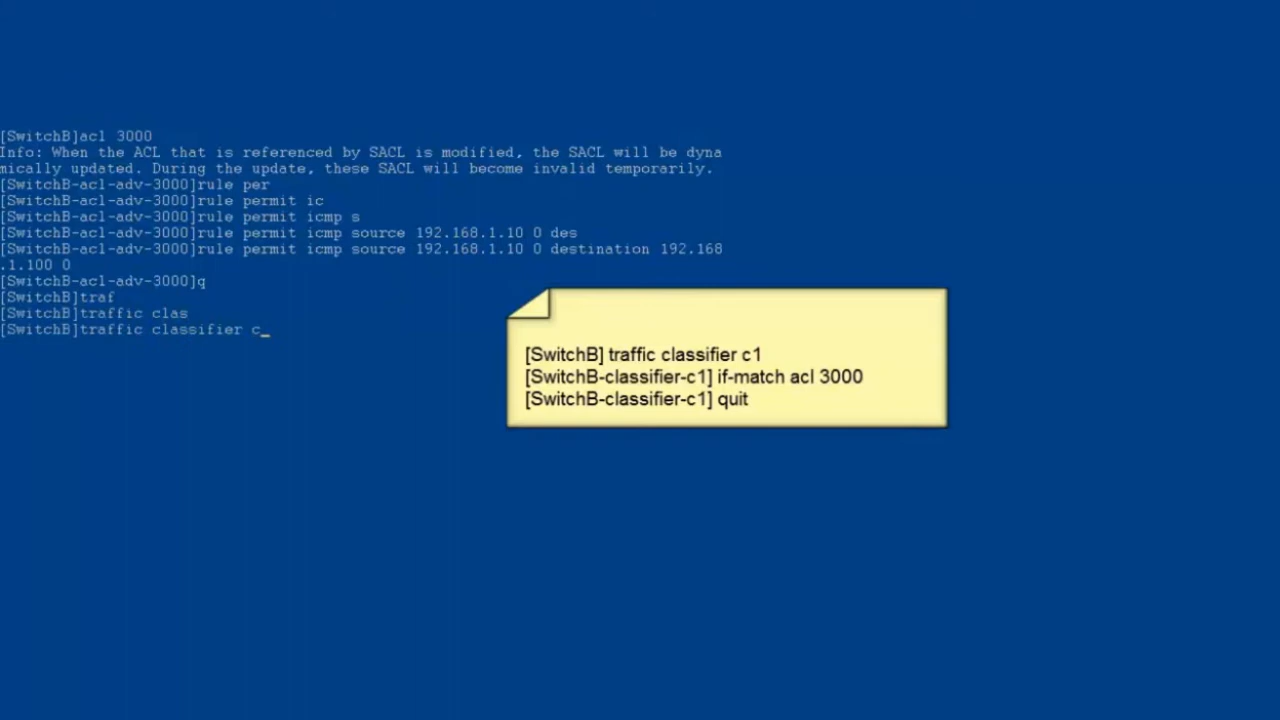 [SwitchB]acl 3000
Info: When the ACL that is referenced by SACL is modified, the SACL will be dyna
mically updated. During the update, these SACL will become invalid temporarily.
[SwitchB-acl-adv-3000]rule per
[SwitchB-acl-adv-3000]rule permit ic
[SwitchB-acl-adv-3000]rule permit icmp s
[SwitchB-acl-adv-3000]rule permit icmp source 192.168.1.10 0 des
[SwitchB-acl-adv-3000]rule permit icmp source 192.168.1.10 0 destination 192.168
.1.100 0
[SwitchB-acl-adv-3000]q
[SwitchB]traf
[SwitchB]traffic clas
[SwitchB]traffic classifier c_
[SwitchB] traffic classifier c1
[SwitchB-classifier-c1] if-match acl 3000
[SwitchB-classifier-c1] quit